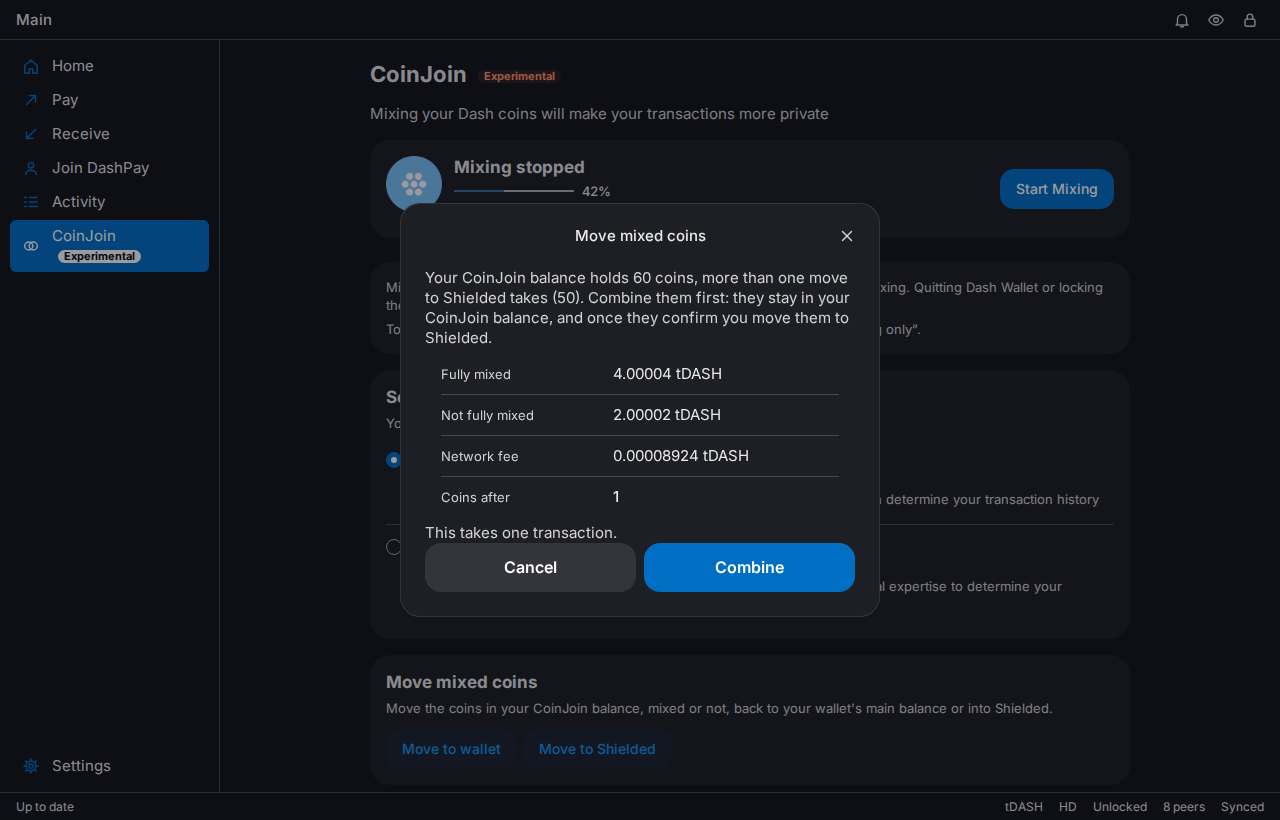 Main
Home
Pay
Receive
Join DashPay
Activity
CoinJoin
Experimental
Settings
CoinJoin Experimental
Mixing your Dash coins will make your transactions more private
Mixing stopped
42%
Start Mixing
xing. Quitting Dash Wallet or locking
g only”.
Move mixed coins
Your CoinJoin balance holds 60 coins, more than one move
to Shielded takes (50). Combine them first: they stay in your
CoinJoin balance, and once they confirm you move them to
Shielded.
Fully mixed 4.00004 tDASH
Not fully mixed 2.00002 tDASH
Network fee 0.00008924 tDASH
Coins after 1
This takes one transaction.
Cancel Combine
determine your transaction history
expertise to determine your
Move mixed coins
Move the coins in your CoinJoin balance, mixed or not, back to your wallet's main balance or into Shielded.
Move to wallet Move to Shielded
Up to date tDASH HD Unlocked 8 peers Synced